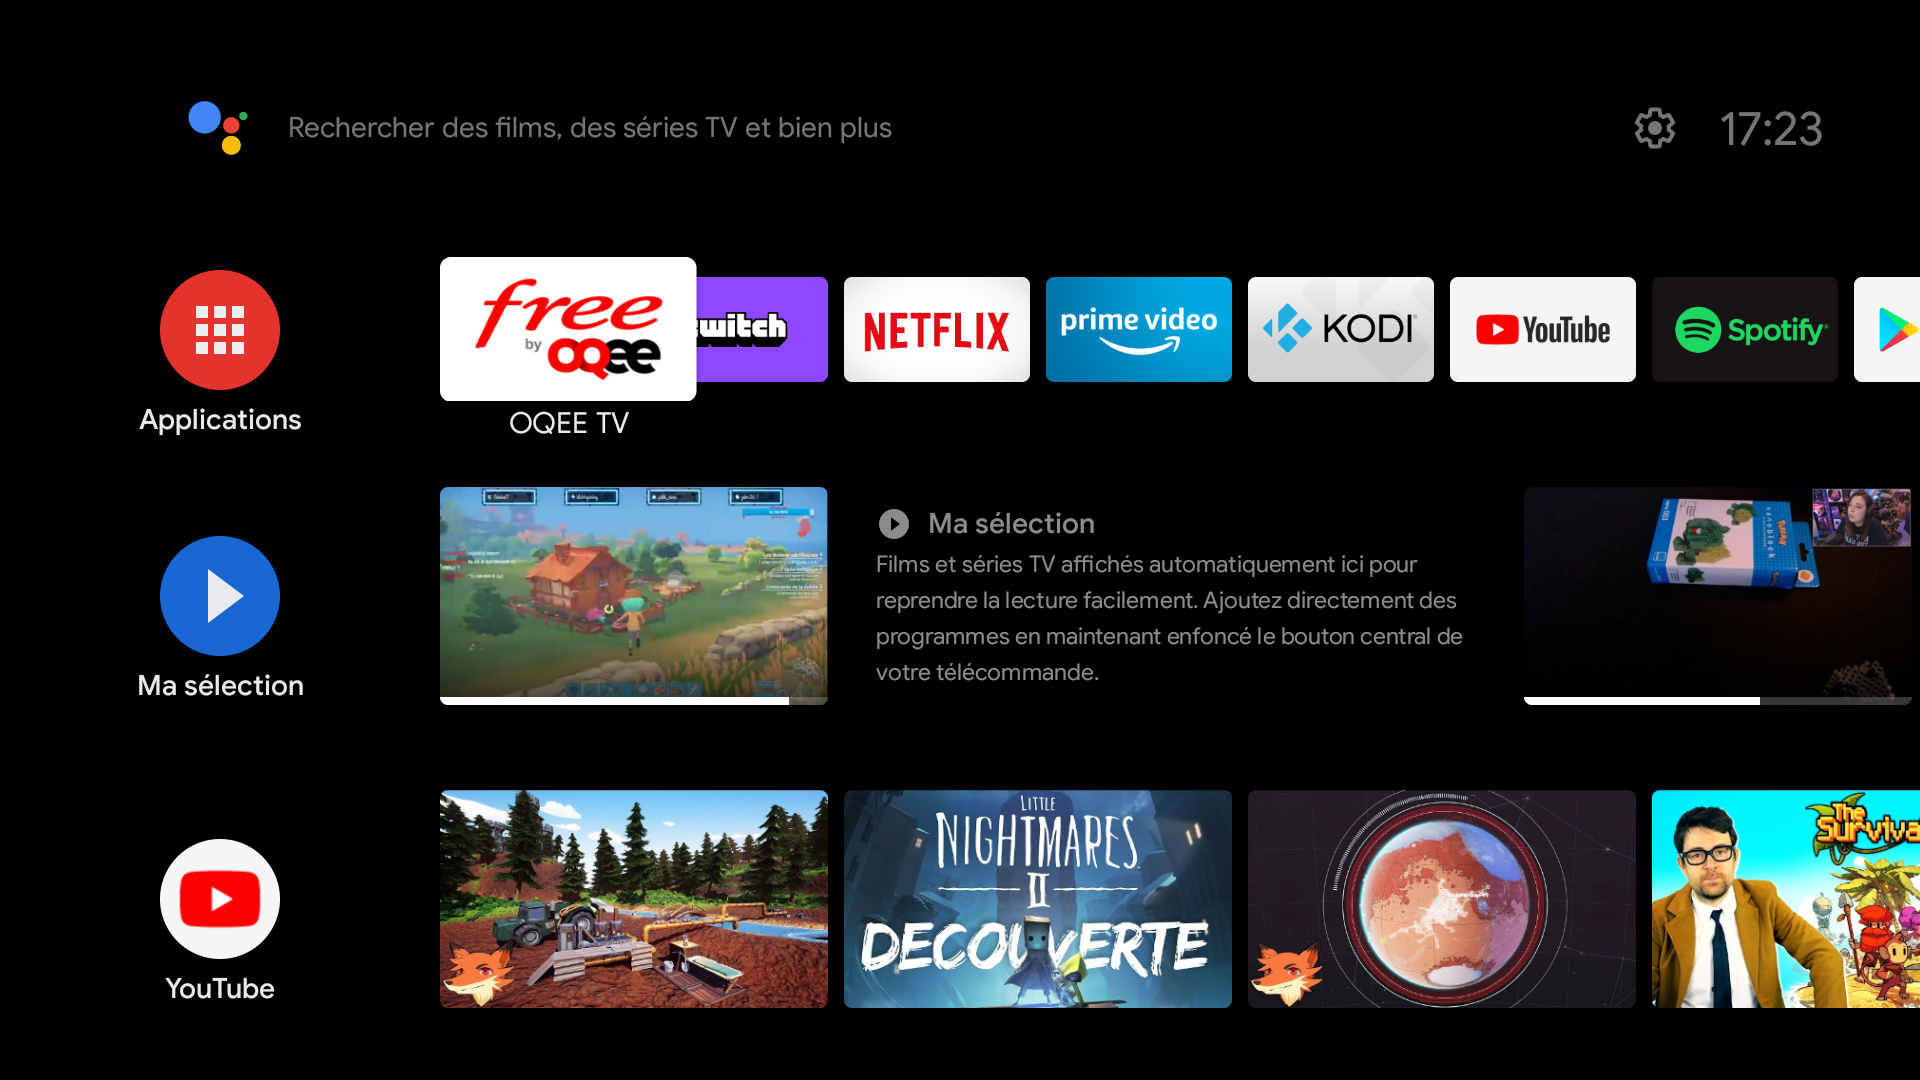 Rechercher des films, des séries TV et bien plus
17:23
Applications
free
by OQEE
twitch
NETFLIX
prime video
KODI
YouTube
Spotify
OQEE TV
Ma sélection
Ma sélection
Films et séries TV affichés automatiquement ici pour
reprendre la lecture facilement. Ajoutez directement des
programmes en maintenant enfoncé le bouton central de
votre télécommande.
nanoblock
YouTube
LITTLE
NIGHTMARES
II
DECOUVERTE
The
Surviva